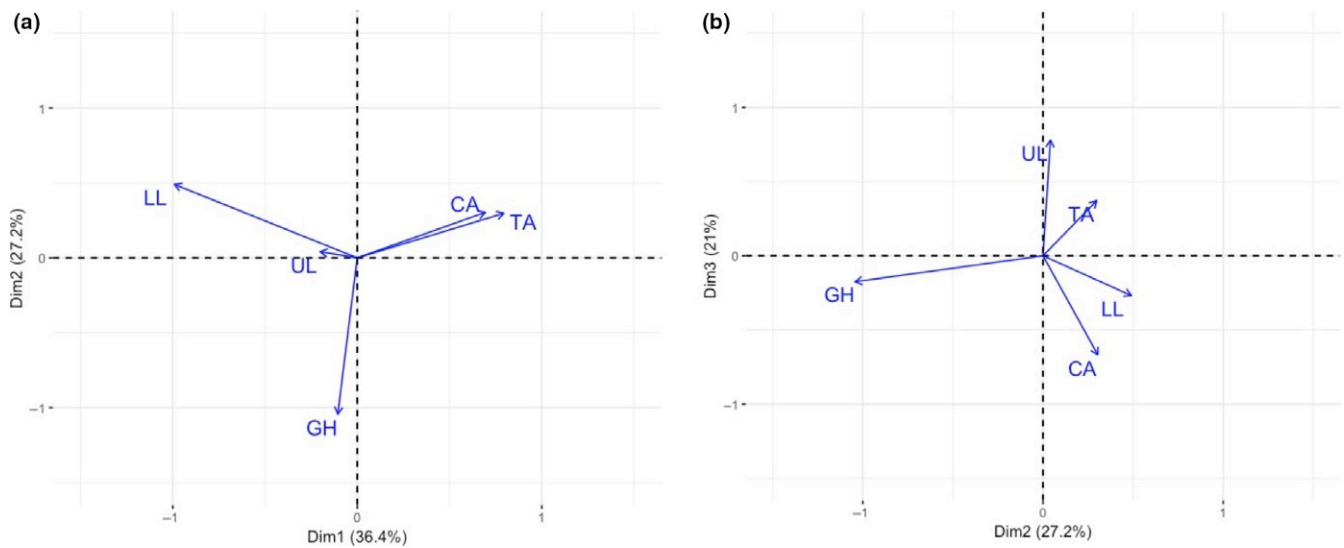 (a)
1
0
−1
Dim2 (27.2%)
LL
UL
CA
TA
GH
−1
0
1
Dim1 (36.4%)
(b)
1
0
−1
Dim3 (21%)
UL
TA
GH
LL
CA
−1
0
1
Dim2 (27.2%)